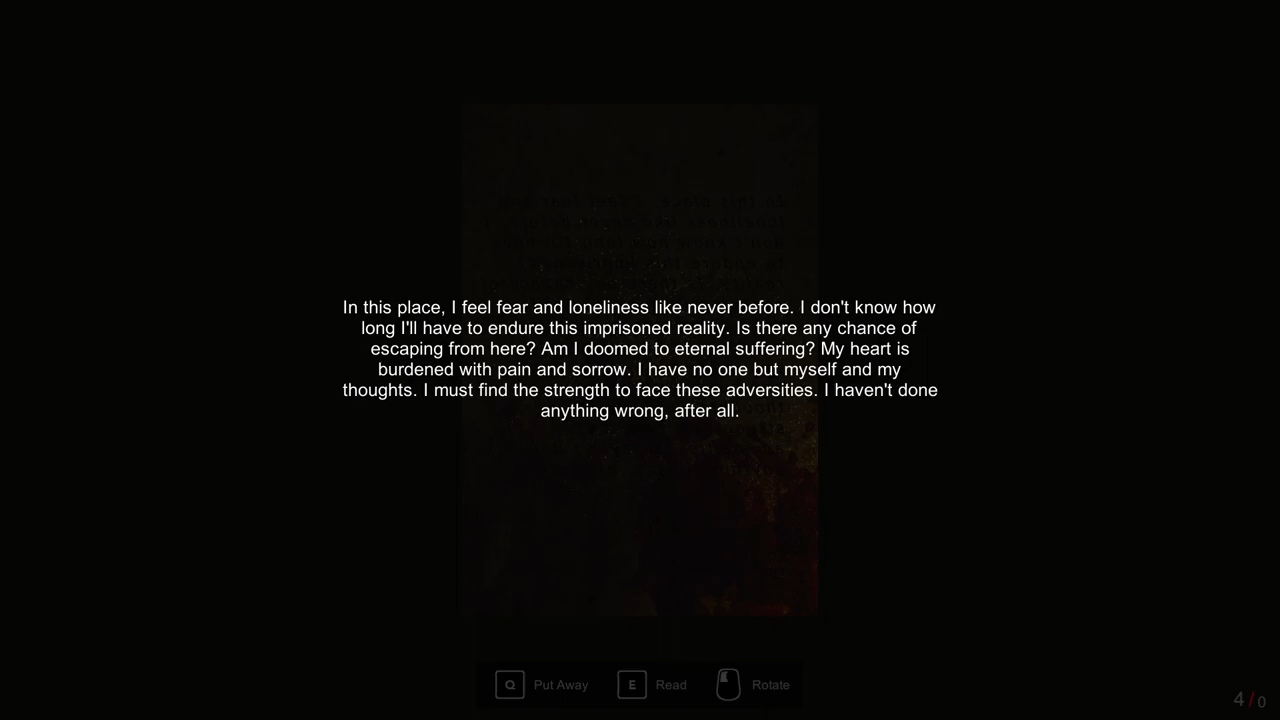 In this place, I feel fear and loneliness like never before. I don't know how
long I'll have to endure this imprisoned reality. Is there any chance of
escaping from here? Am I doomed to eternal suffering? My heart is
burdened with pain and sorrow. I have no one but myself and my
thoughts. I must find the strength to face these adversities. I haven't done
anything wrong, after all.
Q Put Away E Read Rotate
4/0